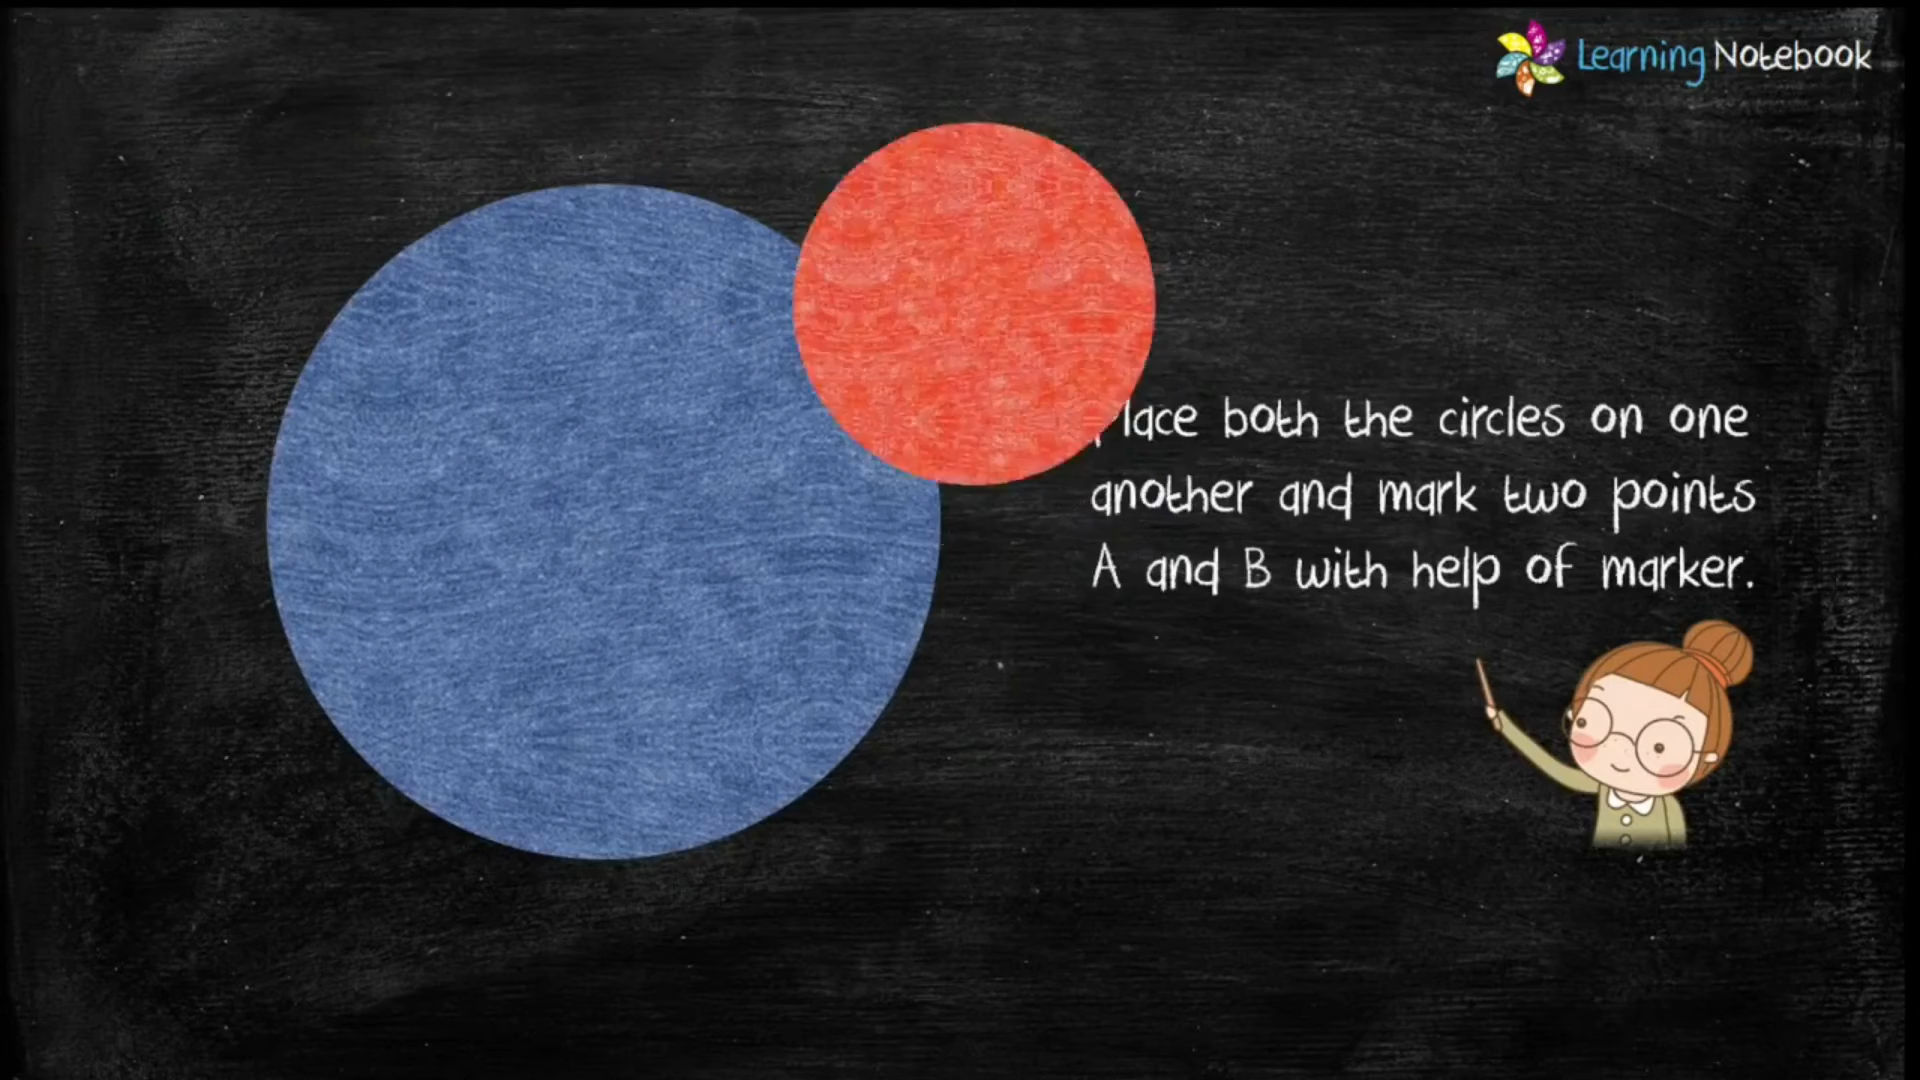 Learning Notebook
lace both the circles on one
another and mark two points
A and B with help of marker.